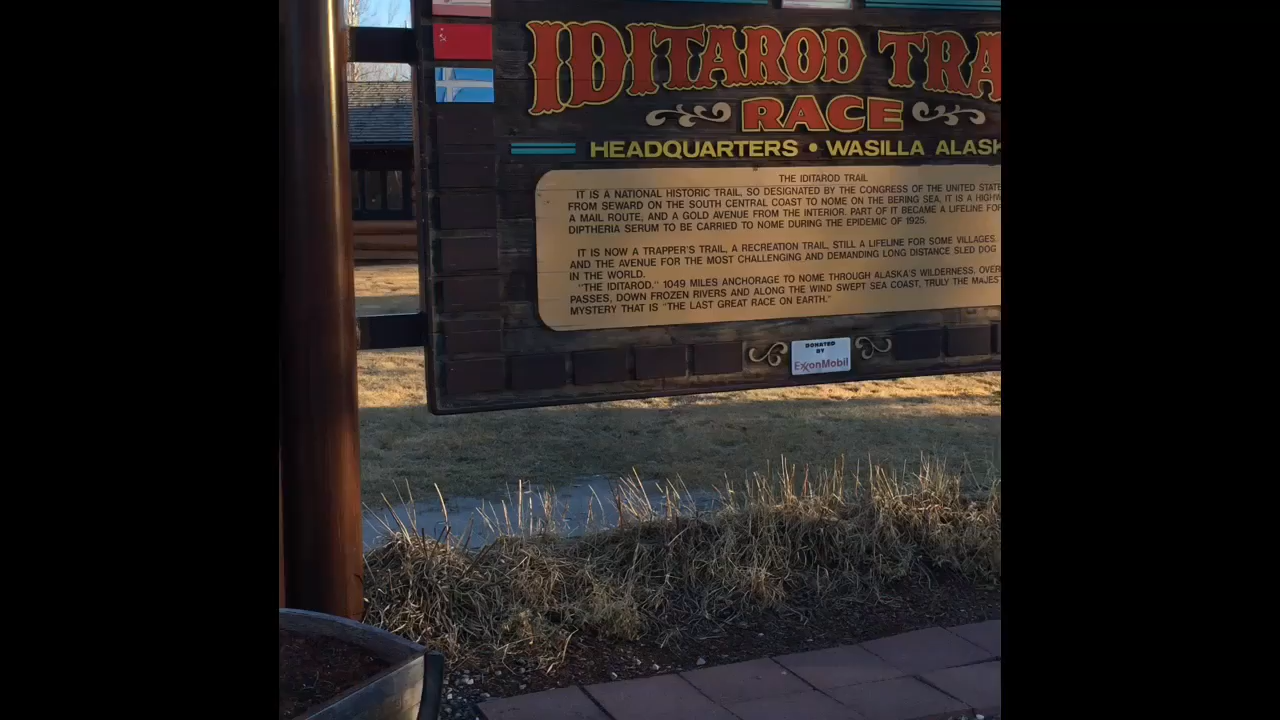 IDITAROD TRA
RACE
HEADQUARTERS • WASILLA ALASK
THE IDITAROD TRAIL
IT IS A NATIONAL HISTORIC TRAIL, SO DESIGNATED BY THE CONGRESS OF THE UNITED STATE
FROM SEWARD ON THE SOUTH CENTRAL COAST TO NOME ON THE BERING SEA. IT IS A HIGHW
A MAIL ROUTE, AND A GOLD AVENUE FROM THE INTERIOR. PART OF IT BECAME A LIFELINE FOR
DIPTHERIA SERUM TO BE CARRIED TO NOME DURING THE EPIDEMIC OF 1925.
IT IS NOW A TRAPPER'S TRAIL, A RECREATION TRAIL, STILL A LIFELINE FOR SOME VILLAGES,
AND THE AVENUE FOR THE MOST CHALLENGING AND DEMANDING LONG DISTANCE SLED DOG
IN THE WORLD.
"THE IDITAROD." 1049 MILES ANCHORAGE TO NOME THROUGH ALASKA'S WILDERNESS, OVER
PASSES, DOWN FROZEN RIVERS AND ALONG THE WIND SWEPT SEA COAST, TRULY THE MAJEST
MYSTERY THAT IS "THE LAST GREAT RACE ON EARTH."
DONATED
BY
ExxonMobil